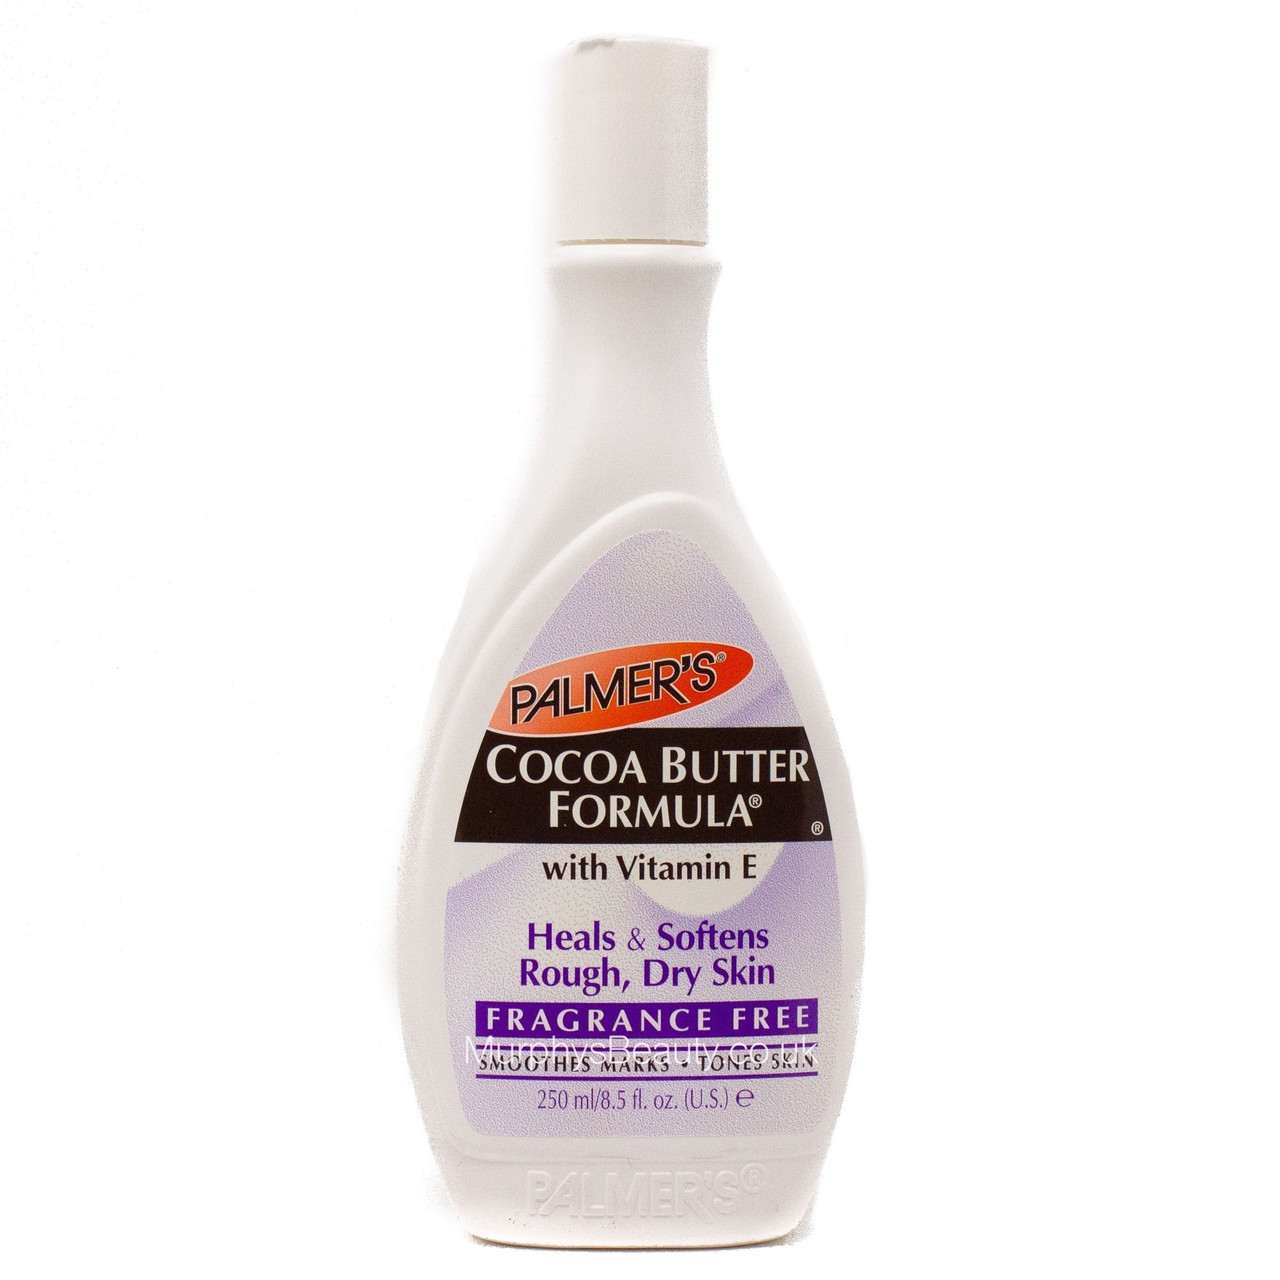 PALMER'S®
COCOA BUTTER
FORMULA®
®
with Vitamin E
Heals & Softens
Rough, Dry Skin
FRAGRANCE FREE
MurphysBeauty.co.uk
SMOOTHES MARKS • TONES SKIN
250 ml/8.5 fl. oz. (U.S.) ℮
PALMER'S®